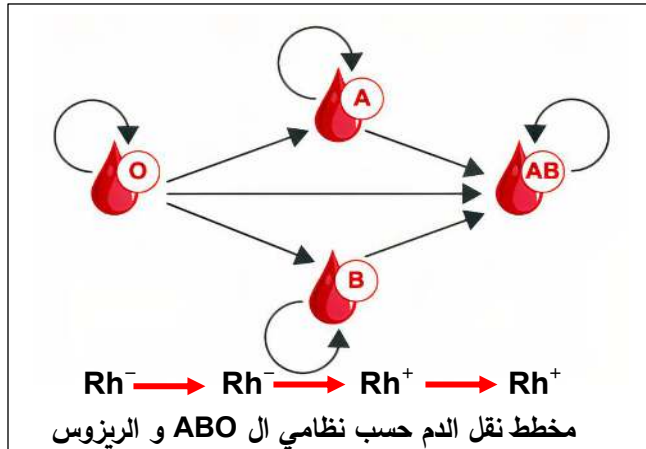 A
O
AB
B
Rh⁻ → Rh⁻ → Rh⁺ → Rh⁺
مخطط نقل الدم حسب نظامي ال ABO و الريزوس